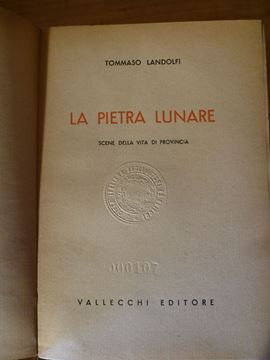 TOMMASO LANDOLFI
LA PIETRA LUNARE
SCENE DELLA VITA DI PROVINCIA
000107
VALLECCHI EDITORE